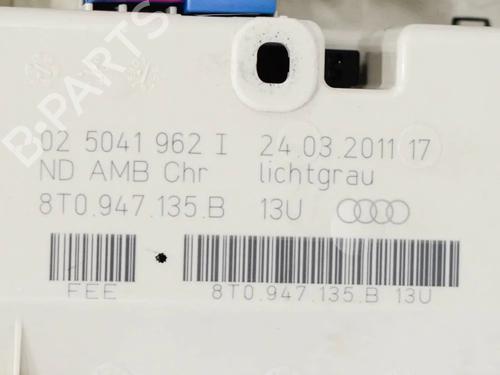 B-PARTS
02 5041 962 I 24.03.2011 17
ND AMB Chr lichtgrau
8T0.947.135.B 13U
FEE 8T0.947.135.B 13U